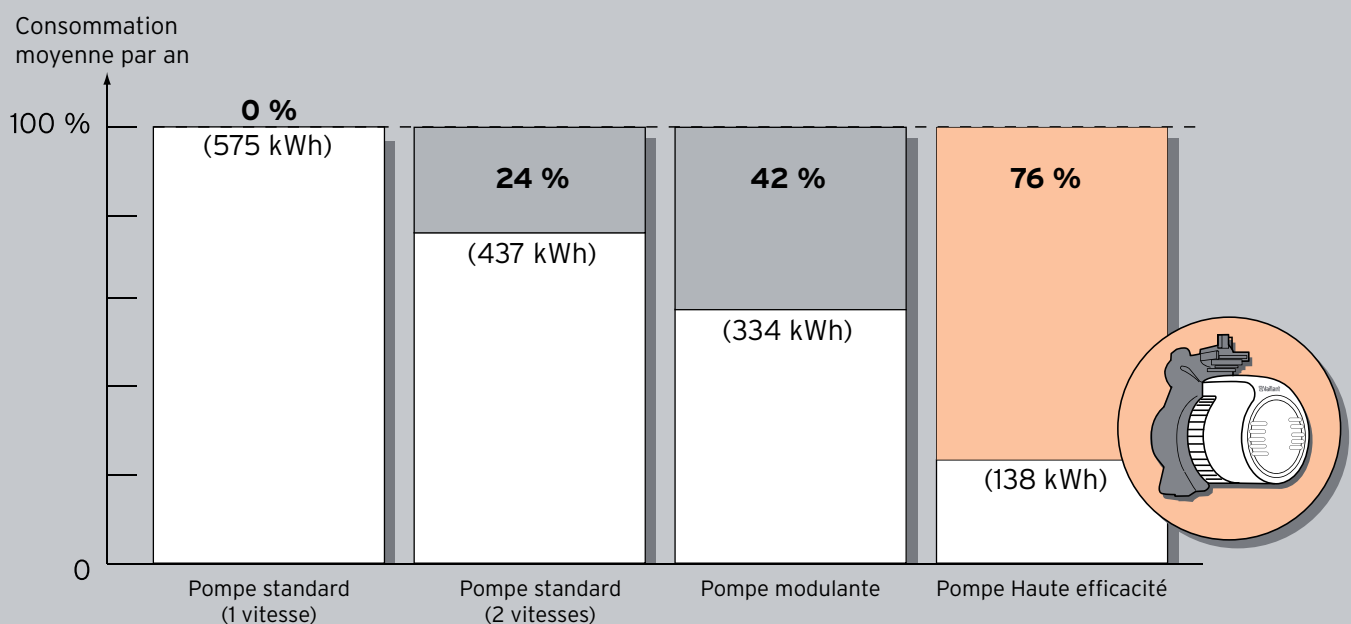 Consommation
moyenne par an
100 %
0 %
(575 kWh)
24 %
(437 kWh)
42 %
(334 kWh)
76 %
(138 kWh)
Vaillant
0
Pompe standard
(1 vitesse)
Pompe standard
(2 vitesses)
Pompe modulante
Pompe Haute efficacité